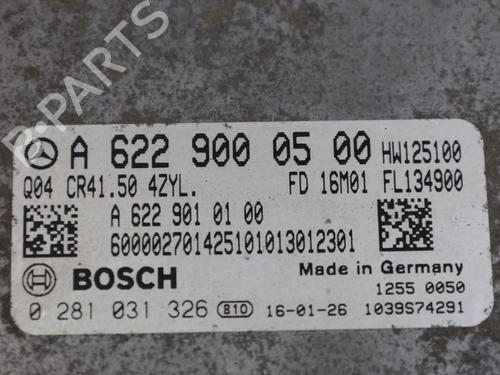 A 622 900 05 00 HW125100
Q04 CR41.50 4ZYL. FD 16M01 FL134900
A 622 901 01 00
600002701425101013012301
BOSCH
Made in Germany
1255 0050
0 281 031 326 810 16-01-26 1039S74291
B-PARTS